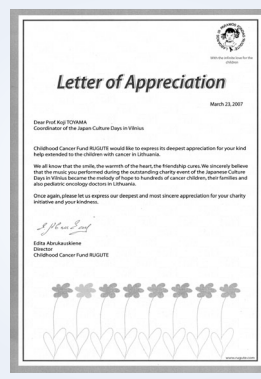 With the wholes love for the
children
Letter of Appreciation
March 23, 2007
Dear Prof. Koji TOYAMA
Coordinator of the Japan Culture Days in Vilnius
Childhood Cancer Fund RUGUTE would like to express its deepest appreciation for your kind
help extended to the children with cancer in Lithuania.
We all know that the smile, the warmth of the heart, the friendship cures. We sincerely believe
that the music you performed during the outstanding charity event of the Japanese Culture
Days in Vilnius became the melody of hope to hundreds of cancer children, their families and
also pediatric oncology doctors in Lithuania.
Once again, please let us express our deepest and most sincere appreciation for your charity
initiative and your kindness.
Edita Abrukauskiene
Director
Childhood Cancer Fund RUGUTE
www.rugute.com